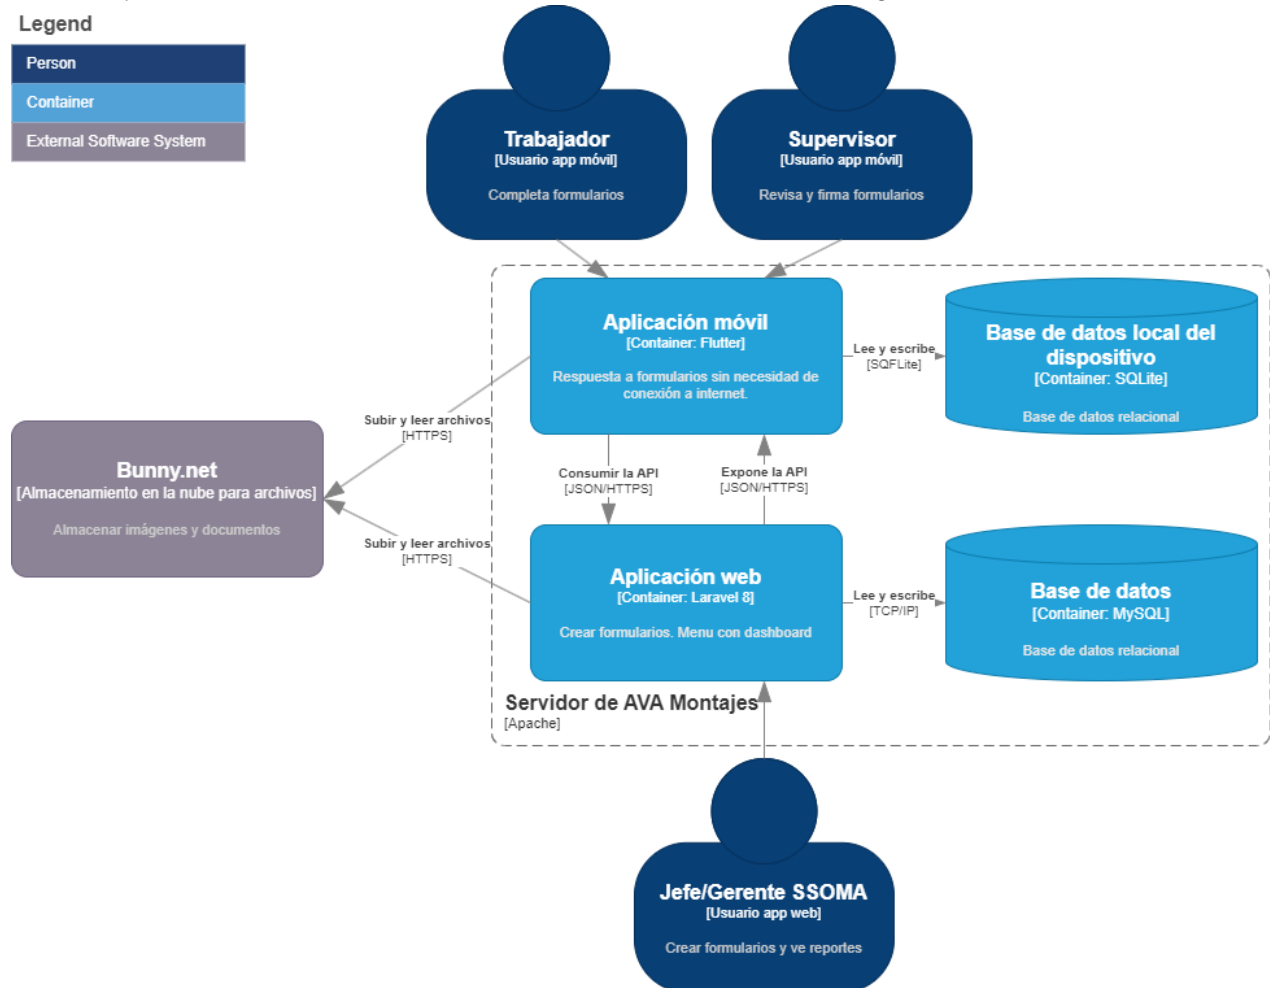 Legend
Person
Container
External Software System
Trabajador
[Usuario app móvil]
Completa formularios
Supervisor
[Usuario app móvil]
Revisa y firma formularios
Aplicación móvil
[Container: Flutter]
Respuesta a formularios sin necesidad de
conexión a internet.
Lee y escribe
[SQFLite]
Base de datos local del
dispositivo
[Container: SQLite]
Base de datos relacional
Subir y leer archivos
[HTTPS]
Bunny.net
[Almacenamiento en la nube para archivos]
Almacenar imágenes y documentos
Consumir la API
[JSON/HTTPS]
Expone la API
[JSON/HTTPS]
Subir y leer archivos
[HTTPS]
Aplicación web
[Container: Laravel 8]
Crear formularios. Menu con dashboard
Lee y escribe
[TCP/IP]
Base de datos
[Container: MySQL]
Base de datos relacional
Servidor de AVA Montajes
[Apache]
Jefe/Gerente SSOMA
[Usuario app web]
Crear formularios y ve reportes